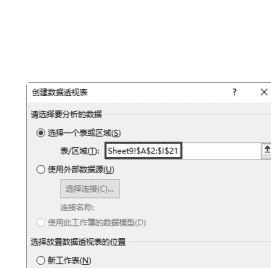 创建数据透视表 ? ×
请选择要分析的数据
选择一个表或区域(S)
表/区域(T): Sheet9!$A$2:$I$21
使用外部数据源(U)
选择连接(C)...
连接名称:
使用此工作簿的数据模型(D)
选择放置数据透视表的位置
新工作表(N)